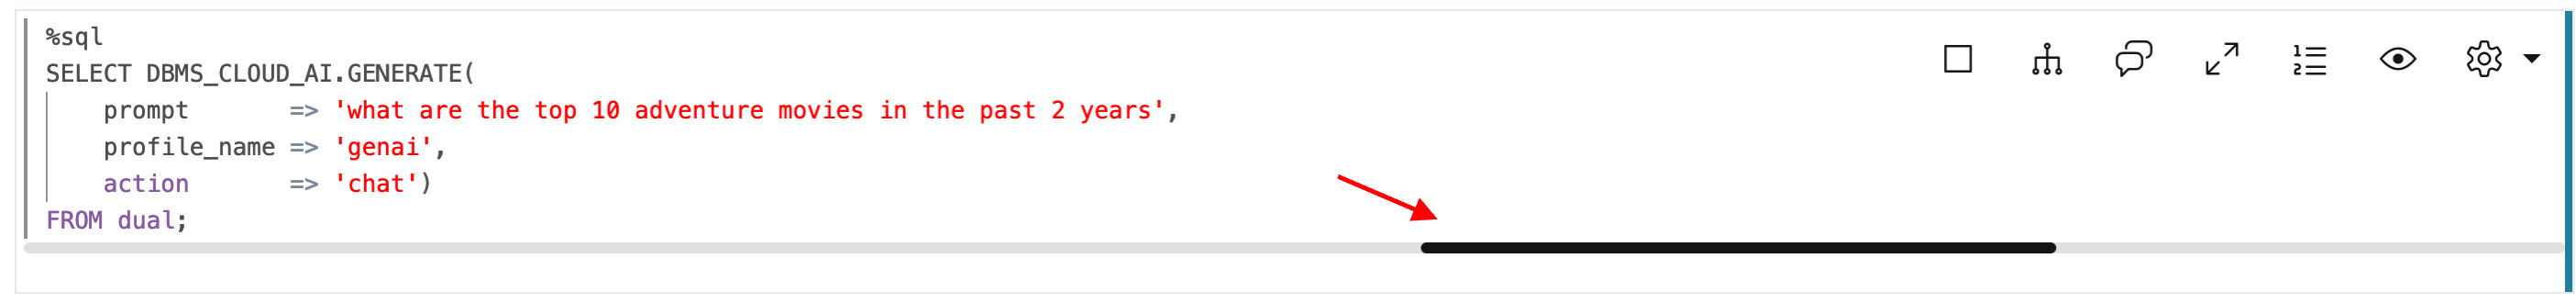 %sql
SELECT DBMS_CLOUD_AI.GENERATE(
    prompt       => 'what are the top 10 adventure movies in the past 2 years',
    profile_name => 'genai',
    action       => 'chat')
FROM dual;